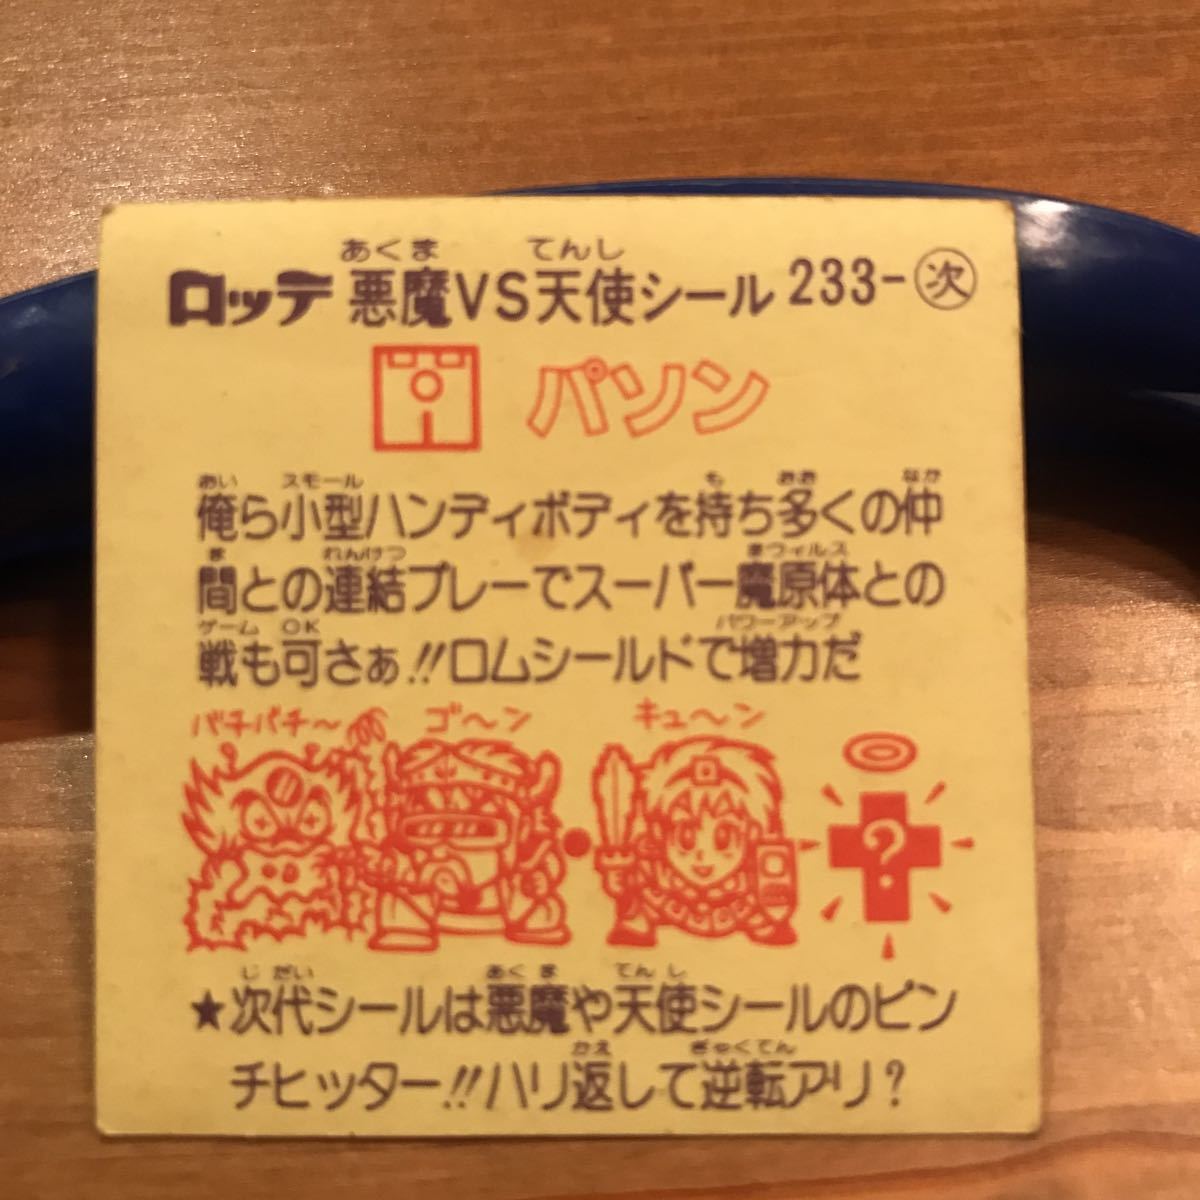 あくま てんし
ロッテ 悪魔VS天使シール 233-次
パソン
おい スモール も おお なか
俺ら小型ハンディボディを持ち多くの仲
ま れんけつ まウィルス
間との連結プレーでスーパー魔原体との
ゲーム OK パワーアップ
戦も可さぁ!!ロムシールドで増力だ
バチバチ〜 ゴ〜ン キュ〜ン
?
じだい あくま てんし
★次代シールは悪魔や天使シールのピン
かえ ぎゃくてん
チヒッター!!ハリ返して逆転アリ?